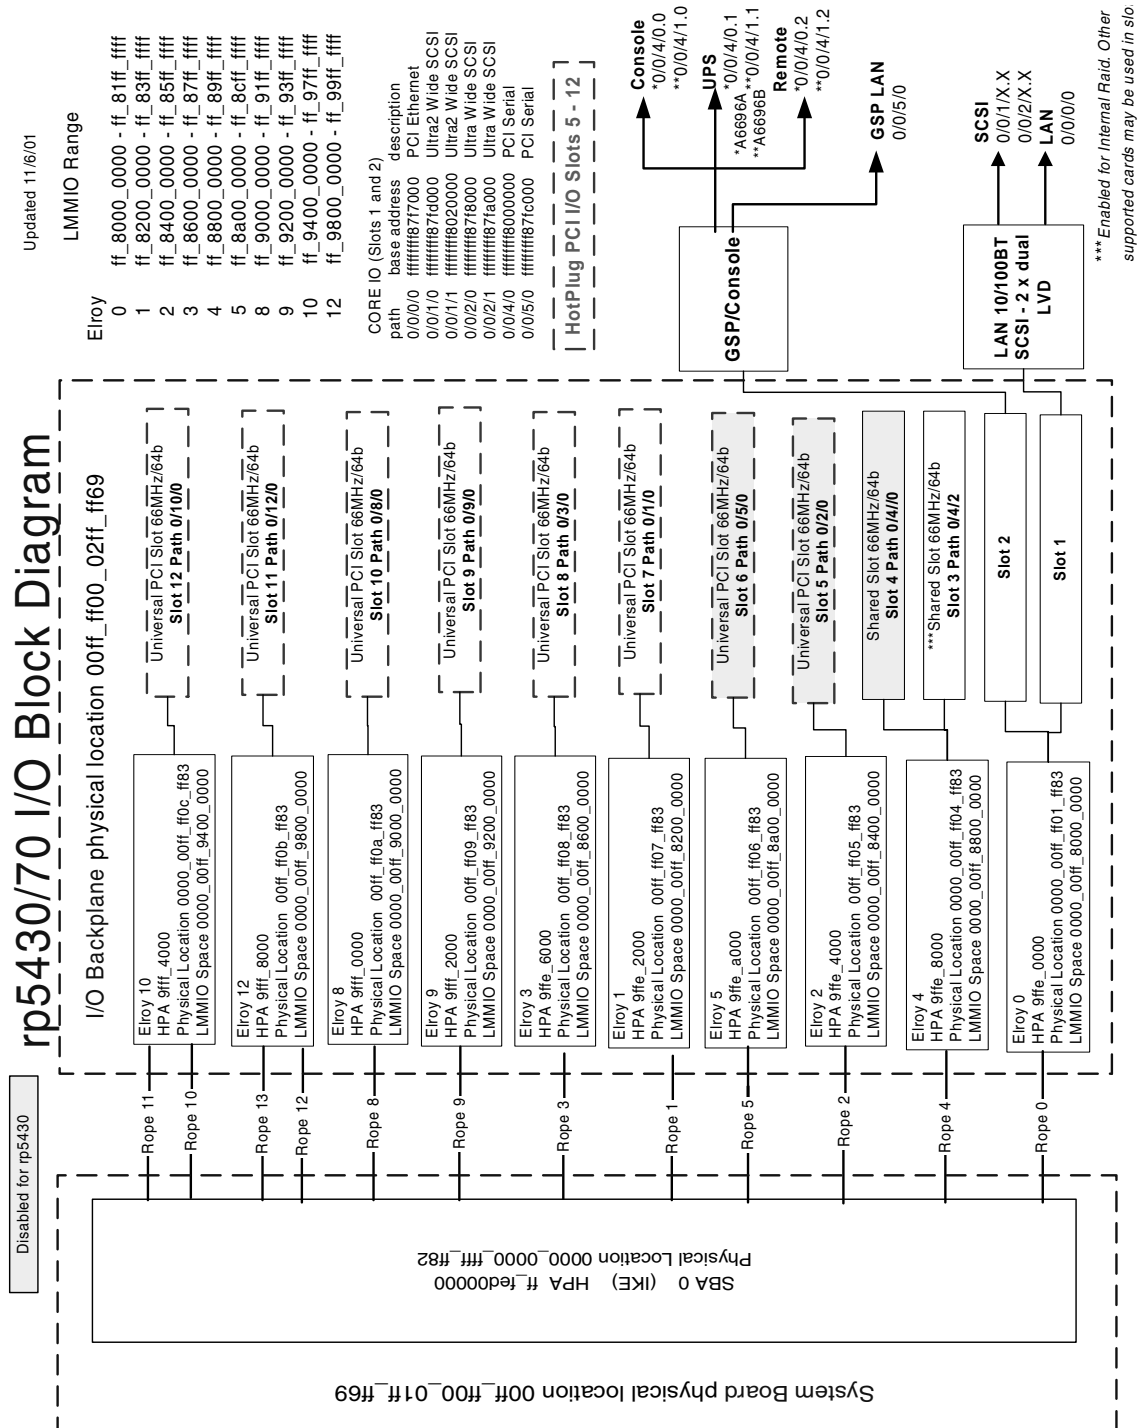 rp5430/70 I/O Block Diagram
Updated 11/6/01
Disabled for rp5430
System Board physical location 00ff_ff00_01ff_ff69
SBA 0 (IKE) HPA ff_fed00000
Physical Location 0000_0000_ffff_ff82
Rope 11
Rope 10
Rope 13
Rope 12
Rope 8
Rope 9
Rope 3
Rope 1
Rope 5
Rope 2
Rope 4
Rope 0
I/O Backplane physical location 00ff_ff00_02ff_ff69
Elroy 10
HPA 9fff_4000
Physical Location 0000_00ff_ff0c_ff83
LMMIO Space 0000_00ff_9400_0000
Universal PCI Slot 66MHz/64b
Slot 12 Path 0/10/0
Elroy 12
HPA 9fff_8000
Physical Location 00ff_ff0b_ff83
LMMIO Space 0000_00ff_9800_0000
Universal PCI Slot 66MHz/64b
Slot 11 Path 0/12/0
Elroy 8
HPA 9fff_0000
Physical Location 00ff_ff0a_ff83
LMMIO Space 0000_00ff_9000_0000
Universal PCI Slot 66MHz/64b
Slot 10 Path 0/8/0
Elroy 9
HPA 9fff_2000
Physical Location 00ff_ff09_ff83
LMMIO Space 0000_00ff_9200_0000
Universal PCI Slot 66MHz/64b
Slot 9 Path 0/9/0
Elroy 3
HPA 9ffe_6000
Physical Location 00ff_ff08_ff83
LMMIO Space 0000_00ff_8600_0000
Universal PCI Slot 66MHz/64b
Slot 8 Path 0/3/0
Elroy 1
HPA 9ffe_2000
Physical Location 00ff_ff07_ff83
LMMIO Space 0000_00ff_8200_0000
Universal PCI Slot 66MHz/64b
Slot 7 Path 0/1/0
Elroy 5
HPA 9ffe_a000
Physical Location 00ff_ff06_ff83
LMMIO Space 0000_00ff_8a00_0000
Universal PCI Slot 66MHz/64b
Slot 6 Path 0/5/0
Elroy 2
HPA 9ffe_4000
Physical Location 00ff_ff05_ff83
LMMIO Space 0000_00ff_8400_0000
Universal PCI Slot 66MHz/64b
Slot 5 Path 0/2/0
Elroy 4
HPA 9ffe_8000
Physical Location 0000_00ff_ff04_ff83
LMMIO Space 0000_00ff_8800_0000
Shared Slot 66MHz/64b
Slot 4 Path 0/4/0
***Shared Slot 66MHz/64b
Slot 3 Path 0/4/2
Elroy 0
HPA 9ffe_0000
Physical Location 0000_00ff_ff01_ff83
LMMIO Space 0000_00ff_8000_0000
Slot 2
Slot 1
Elroy LMMIO Range
0 ff_8000_0000 - ff_81ff_ffff
1 ff_8200_0000 - ff_83ff_ffff
2 ff_8400_0000 - ff_85ff_ffff
3 ff_8600_0000 - ff_87ff_ffff
4 ff_8800_0000 - ff_89ff_ffff
5 ff_8a00_0000 - ff_8cff_ffff
8 ff_9000_0000 - ff_91ff_ffff
9 ff_9200_0000 - ff_93ff_ffff
10 ff_9400_0000 - ff_97ff_ffff
12 ff_9800_0000 - ff_99ff_ffff
CORE IO (Slots 1 and 2)
path base address description
0/0/0/0 ffffffff87f7000 PCI Ethernet
0/0/1/0 ffffffff87fd000 Ultra2 Wide SCSI
0/0/1/1 ffffffff8020000 Ultra2 Wide SCSI
0/0/2/0 ffffffff87f8000 Ultra Wide SCSI
0/0/2/1 ffffffff87fa000 Ultra Wide SCSI
0/0/4/0 ffffffff8000000 PCI Serial
0/0/5/0 ffffffff87fc000 PCI Serial
HotPlug PCI I/O Slots 5 - 12
GSP/Console
Console
*0/0/4/0.0
**0/0/4/1.0
UPS
*0/0/4/0.1
**0/0/4/1.1
*A6696A
**A6696B
Remote
*0/0/4/0.2
**0/0/4/1.2
GSP LAN
0/0/5/0
LAN 10/100BT
SCSI - 2 x dual
LVD
SCSI
0/0/1/X.X
0/0/2/X.X
LAN
0/0/0/0
*** Enabled for Internal Raid. Other
supported cards may be used in slo